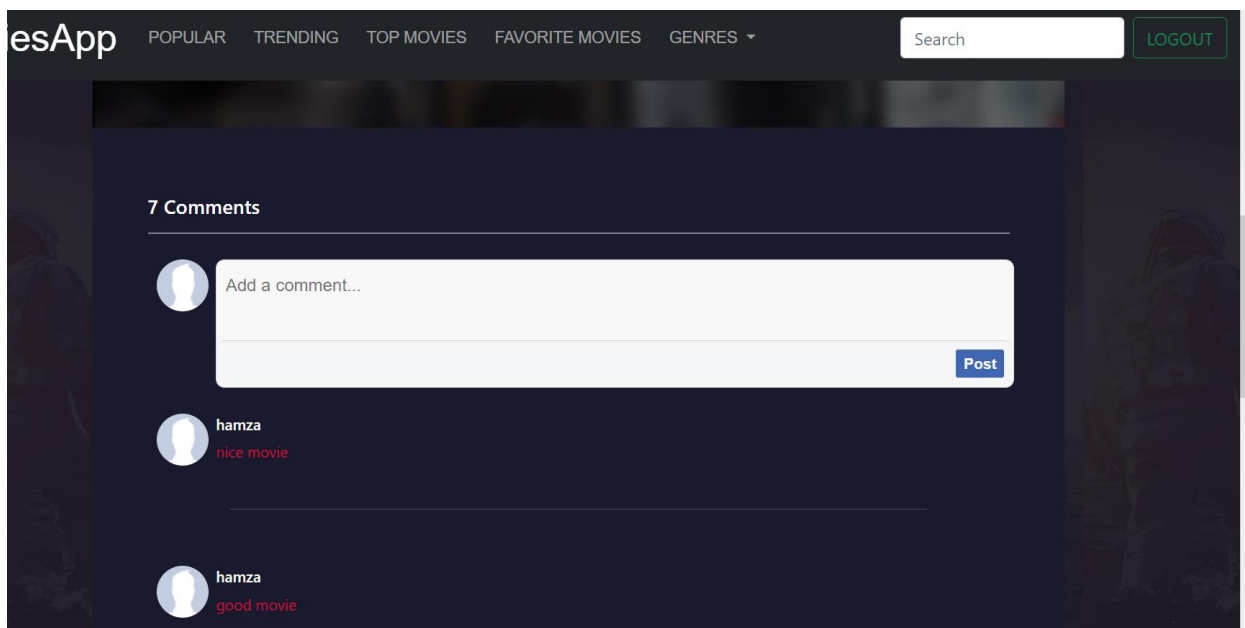 iesApp POPULAR TRENDING TOP MOVIES FAVORITE MOVIES GENRES Search LOGOUT
7 Comments
Add a comment...
Post
hamza
nice movie
hamza
good movie